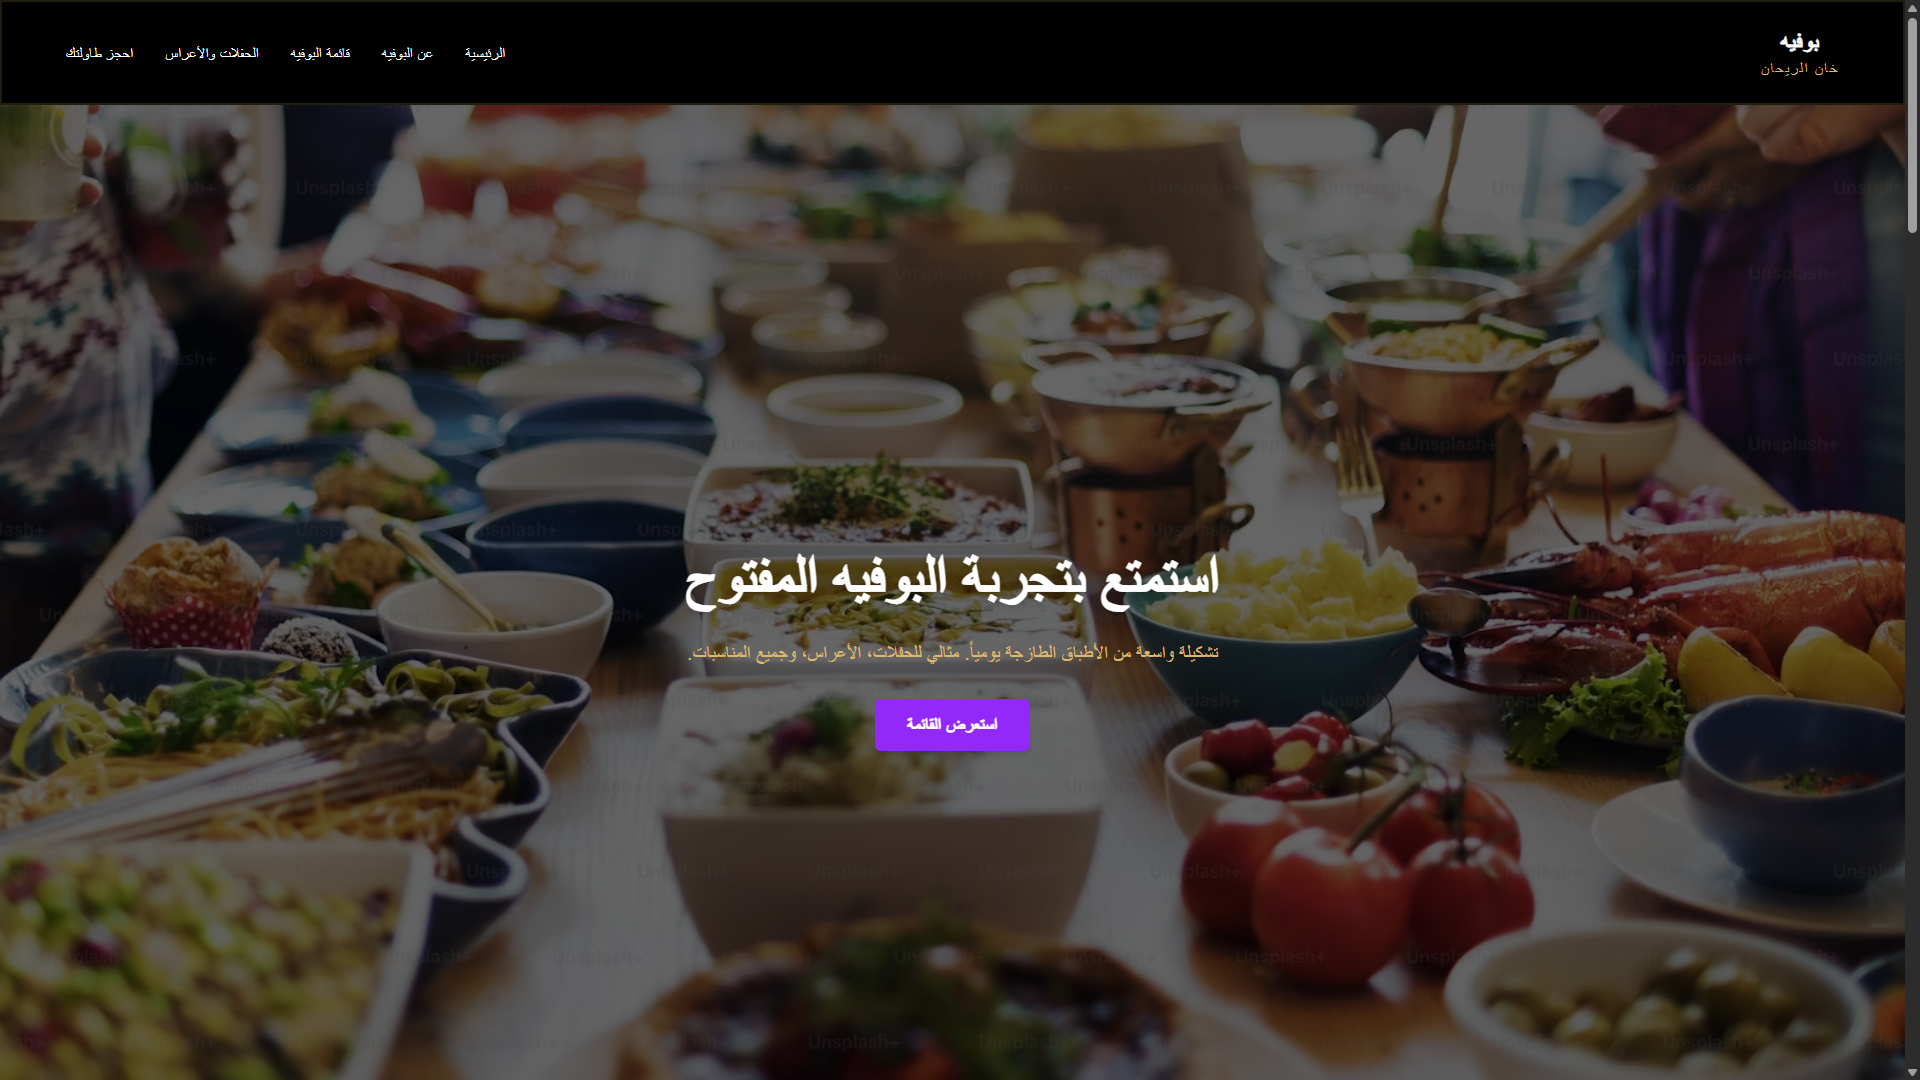 بوفيه
خان الريحان
الرئيسية
عن البوفيه
قائمة البوفيه
الحفلات والأعراس
احجز طاولتك
استمتع بتجربة البوفيه المفتوح
تشكيلة واسعة من الأطباق الطازجة يومياً. مثالي للحفلات، الأعراس، وجميع المناسبات.
استعرض القائمة
Unsplash+